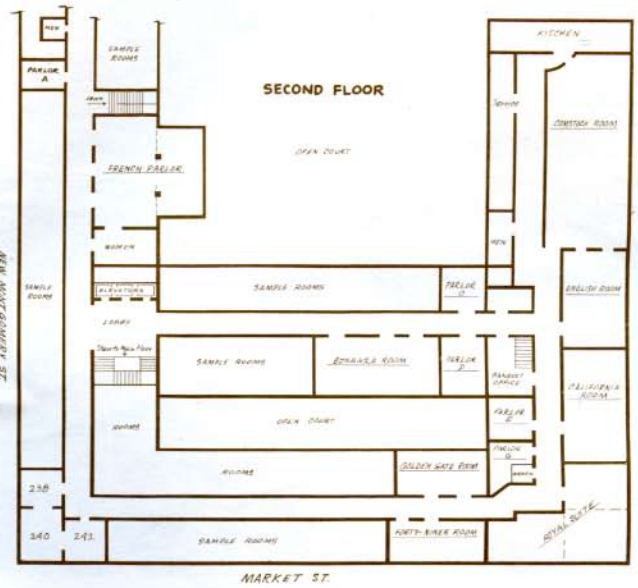 MEN
SAMPLE
ROOMS
PARLOR
A
DOWN
SECOND FLOOR
OPEN COURT
FRENCH PARLOR
WOMEN
KITCHEN
SERVICE
COMSTOCK ROOM
MEN
NEW MONTGOMERY ST.
SAMPLE
ROOMS
ELEVATORS
LOBBY
SAMPLE ROOMS
PARLOR
C
ENGLISH ROOM
SAMPLE ROOMS
BONANZA ROOM
PARLOR
D
BANQUET
OFFICE
CALIFORNIA
ROOM
ROOMS
OPEN COURT
PARLOR
E
ROOMS
GOLDEN GATE ROOM
PARLOR
G
WOMEN
238
240
241
SAMPLE ROOMS
FORTY-NINER ROOM
ROYAL SUITE
MARKET ST.